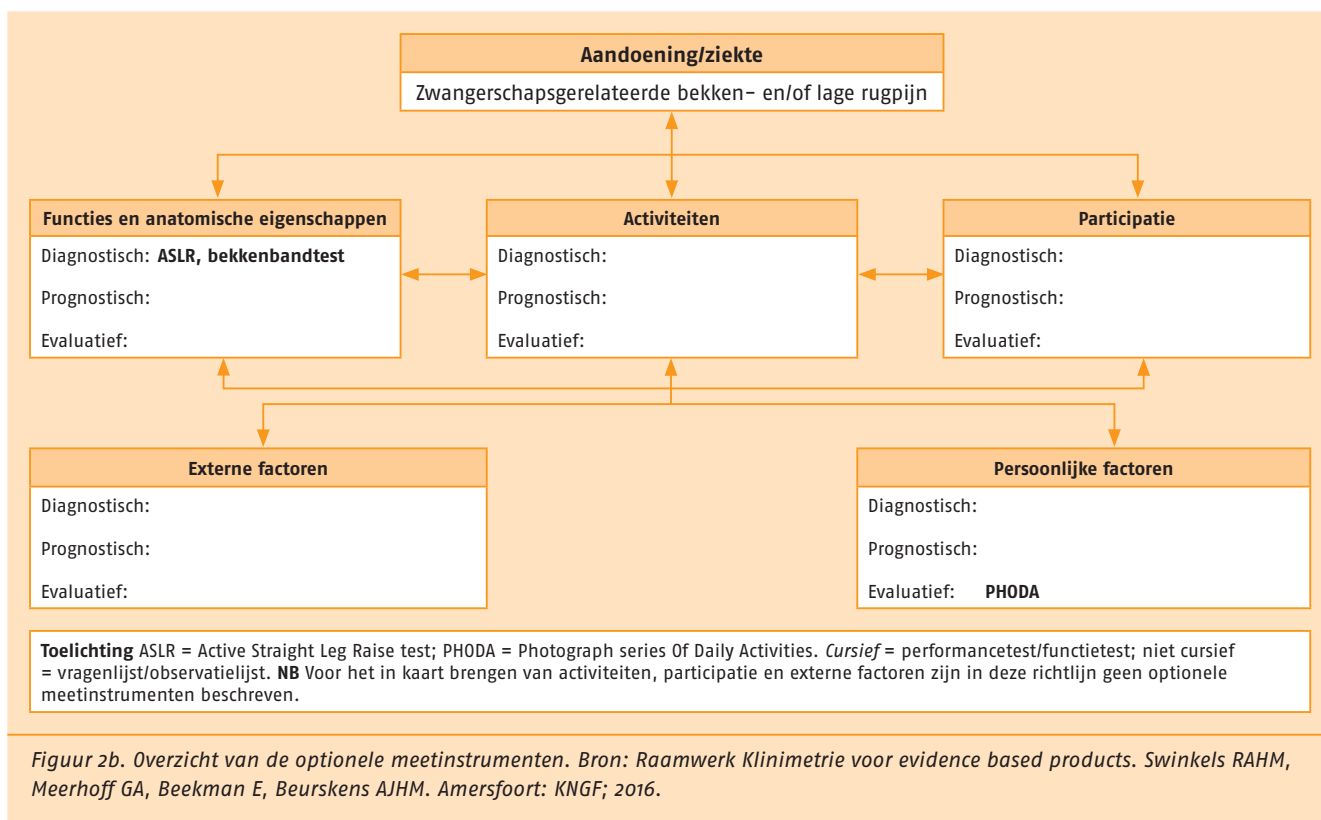 Aandoening/ziekte
Zwangerschapsgerelateerde bekken- en/of lage rugpijn
Functies en anatomische eigenschappen
Diagnostisch: ASLR, bekkenbandtest
Prognostisch:
Evaluatief:
Activiteiten
Diagnostisch:
Prognostisch:
Evaluatief:
Participatie
Diagnostisch:
Prognostisch:
Evaluatief:
Externe factoren
Diagnostisch:
Prognostisch:
Evaluatief:
Persoonlijke factoren
Diagnostisch:
Prognostisch:
Evaluatief: PHODA
Toelichting ASLR = Active Straight Leg Raise test; PHODA = Photograph series Of Daily Activities. Cursief = performancetest/functietest; niet cursief
= vragenlijst/observatielijst. NB Voor het in kaart brengen van activiteiten, participatie en externe factoren zijn in deze richtlijn geen optionele
meetinstrumenten beschreven.
Figuur 2b. Overzicht van de optionele meetinstrumenten. Bron: Raamwerk Klinimetrie voor evidence based products. Swinkels RAHM,
Meerhoff GA, Beekman E, Beurskens AJHM. Amersfoort: KNGF; 2016.